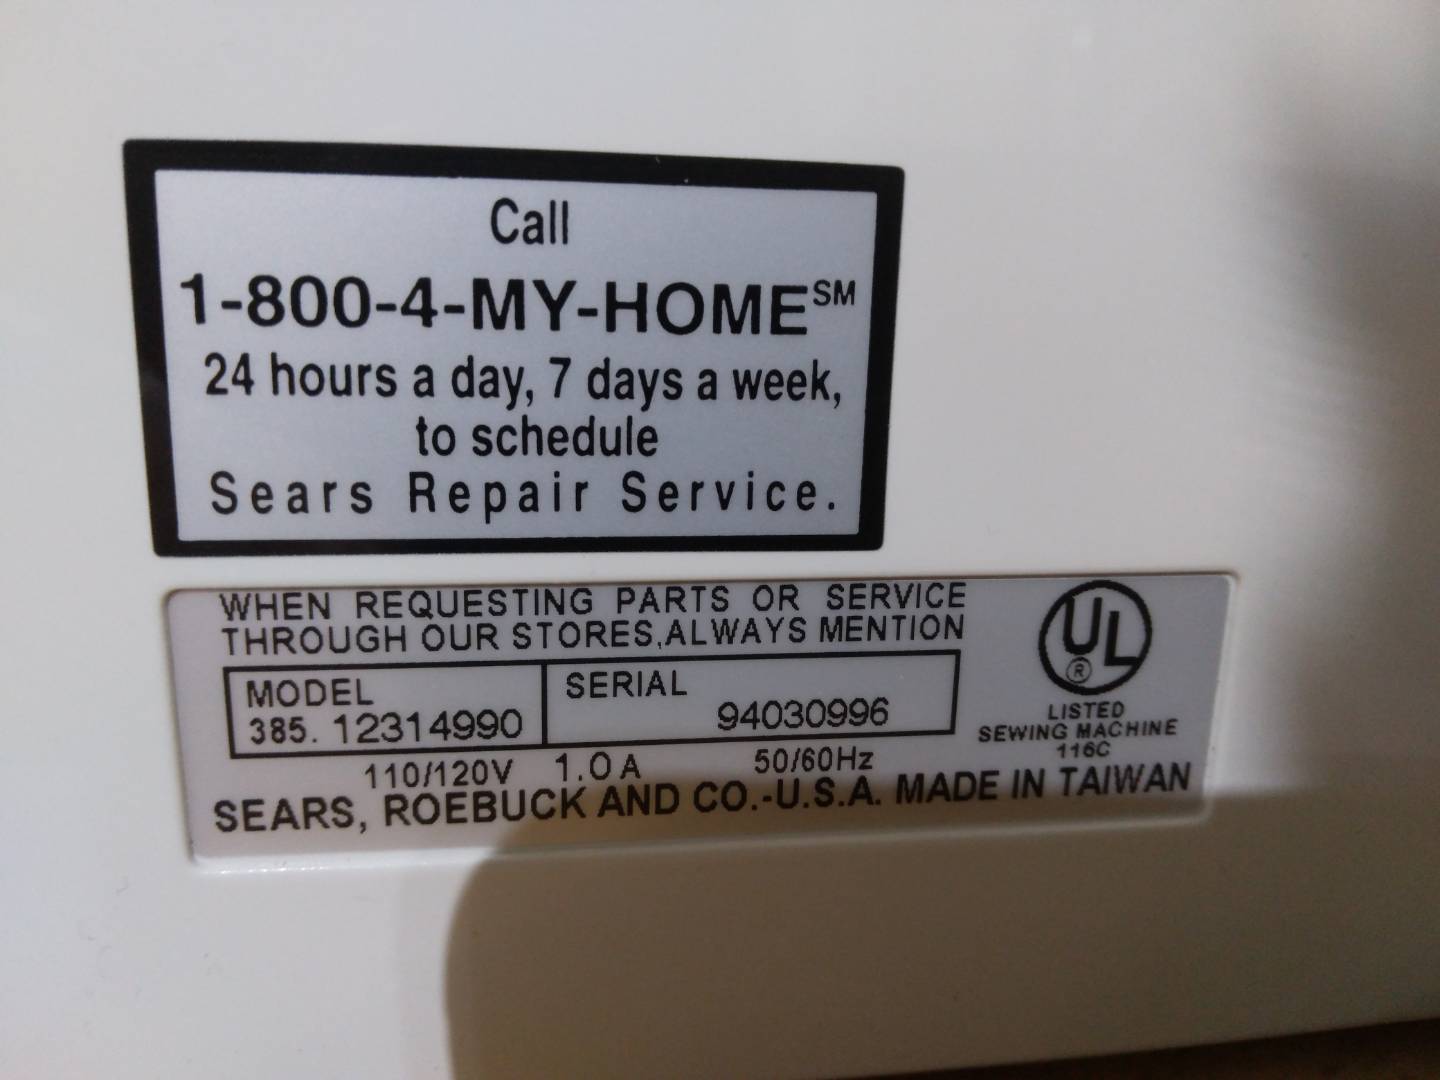 Call
1-800-4-MY-HOME℠
24 hours a day, 7 days a week,
to schedule
Sears Repair Service.
WHEN REQUESTING PARTS OR SERVICE
THROUGH OUR STORES, ALWAYS MENTION
MODEL
385. 12314990
SERIAL
94030996
110/120V 1.0A 50/60Hz
UL
®
LISTED
SEWING MACHINE
116C
SEARS, ROEBUCK AND CO.-U.S.A. MADE IN TAIWAN